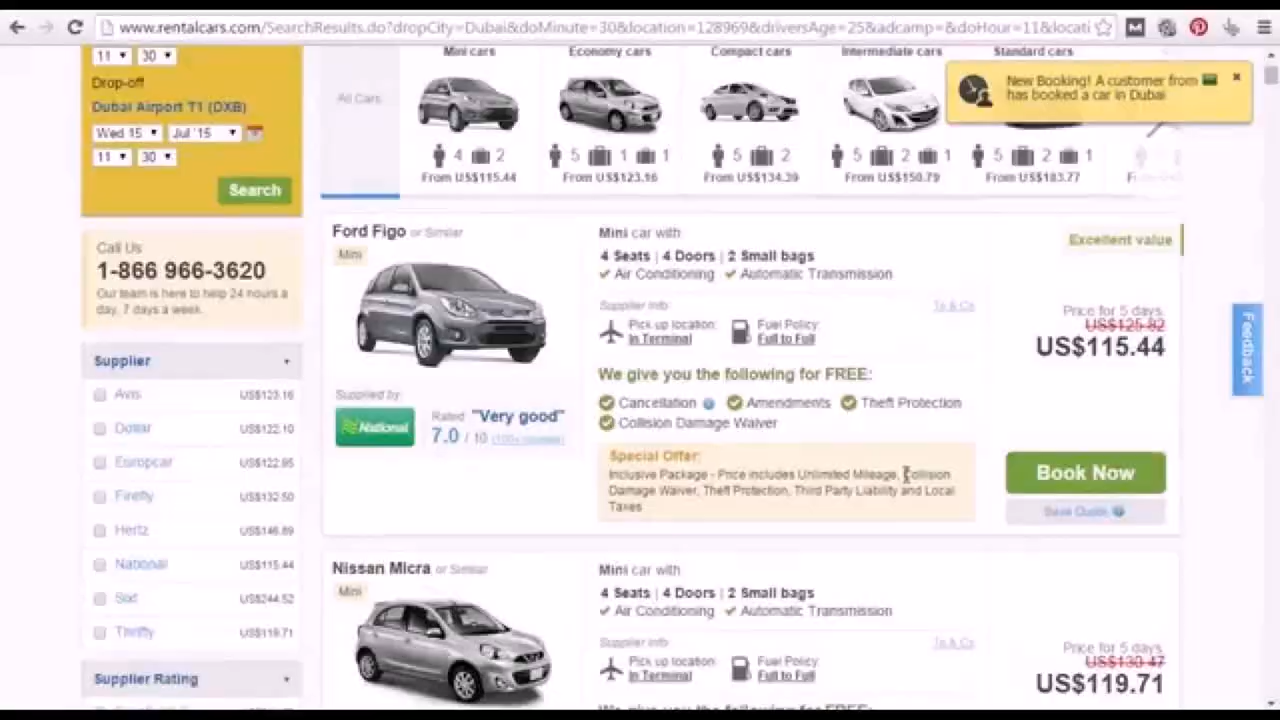 www.rentalcars.com/SearchResults.do?dropCity=Dubai&doMinute=30&location=128969&driversAge=25&adcamp=&doHour=11&locati
11 30
Drop-off
Dubai Airport T1 (DXB)
Wed 15 Jul '15
11 30
Search
Call Us
1-866 966-3620
Our team is here to help 24 hours a
day, 7 days a week.
Supplier
Avis US$123.16
Dollar US$122.10
Europcar US$122.95
Firefly US$132.50
Hertz US$146.89
National US$115.44
Sixt US$244.52
Thrifty US$119.71
Supplier Rating
All Cars
Mini cars
4 2
From US$115.44
Economy cars
5 1 1
From US$123.16
Compact cars
5 2
From US$134.39
Intermediate cars
5 2 1
From US$150.79
Standard cars
5 2 1
From US$183.77
New Booking! A customer from
has booked a car in Dubai
Ford Figo or Similar
Mini
Supplied by:
National
Rated "Very good"
7.0 / 10
Mini car with
4 Seats | 4 Doors | 2 Small bags
Air Conditioning Automatic Transmission
Supplier Info Ts & Cs
Pick up location: Fuel Policy:
In Terminal Full to Full
We give you the following for FREE:
Cancellation Amendments Theft Protection
Collision Damage Waiver
Special Offer:
Inclusive Package - Price includes Unlimited Mileage, Collision
Damage Waiver, Theft Protection, Third Party Liability and Local
Taxes
Excellent value
Price for 5 days:
US$125.82
US$115.44
Book Now
Save Quote
Feedback
Nissan Micra or Similar
Mini
Mini car with
4 Seats | 4 Doors | 2 Small bags
Air Conditioning Automatic Transmission
Supplier Info Ts & Cs
Pick up location: Fuel Policy:
In Terminal Full to Full
We give you the following for FREE:
Price for 5 days:
US$130.47
US$119.71